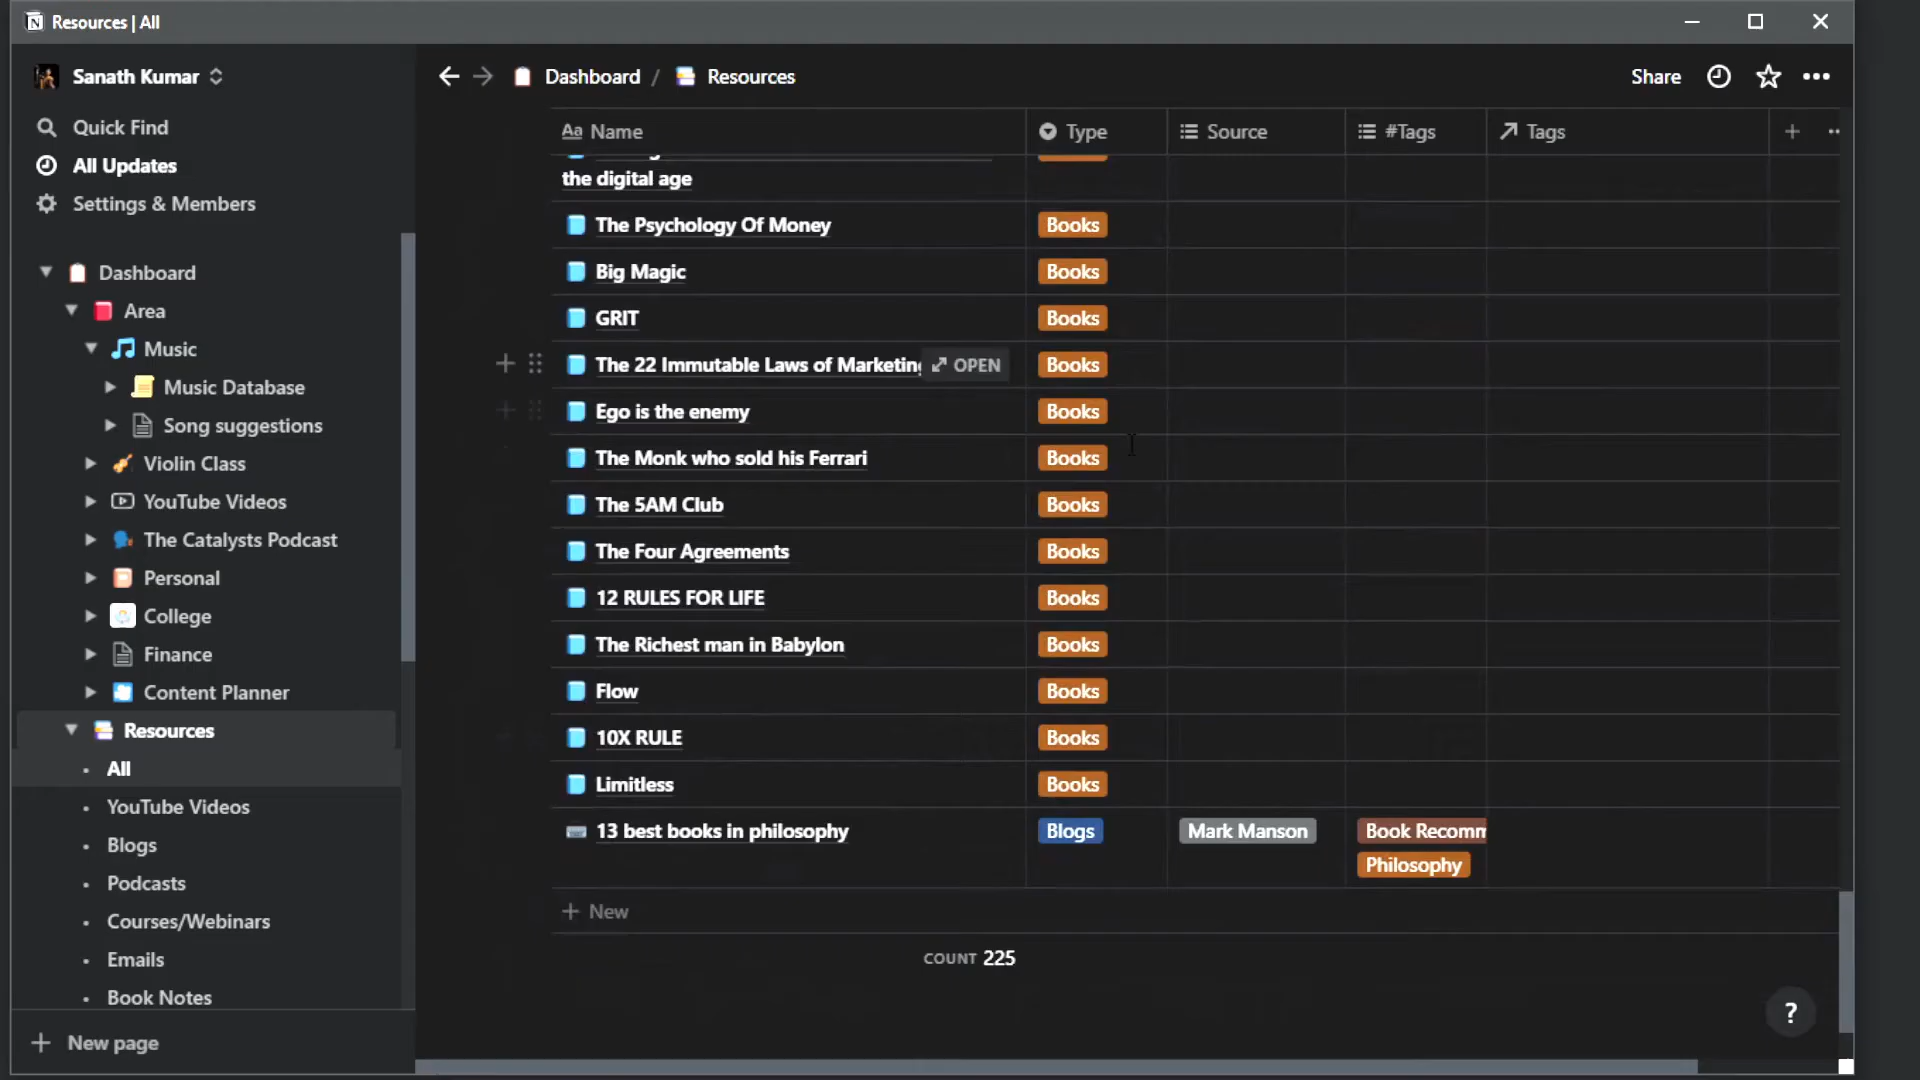 Resources | All
Sanath Kumar
Dashboard / Resources
Share
Quick Find
All Updates
Settings & Members
Dashboard
Area
Music
Music Database
Song suggestions
Violin Class
YouTube Videos
The Catalysts Podcast
Personal
College
Finance
Content Planner
Resources
All
YouTube Videos
Blogs
Podcasts
Courses/Webinars
Emails
Book Notes
+ New page
Aa Name Type Source #Tags Tags
the digital age
The Psychology Of Money Books
Big Magic Books
GRIT Books
The 22 Immutable Laws of Marketing OPEN Books
Ego is the enemy Books
The Monk who sold his Ferrari Books
The 5AM Club Books
The Four Agreements Books
12 RULES FOR LIFE Books
The Richest man in Babylon Books
Flow Books
10X RULE Books
Limitless Books
13 best books in philosophy Blogs Mark Manson Book Recomm
Philosophy
+ New
COUNT 225
?